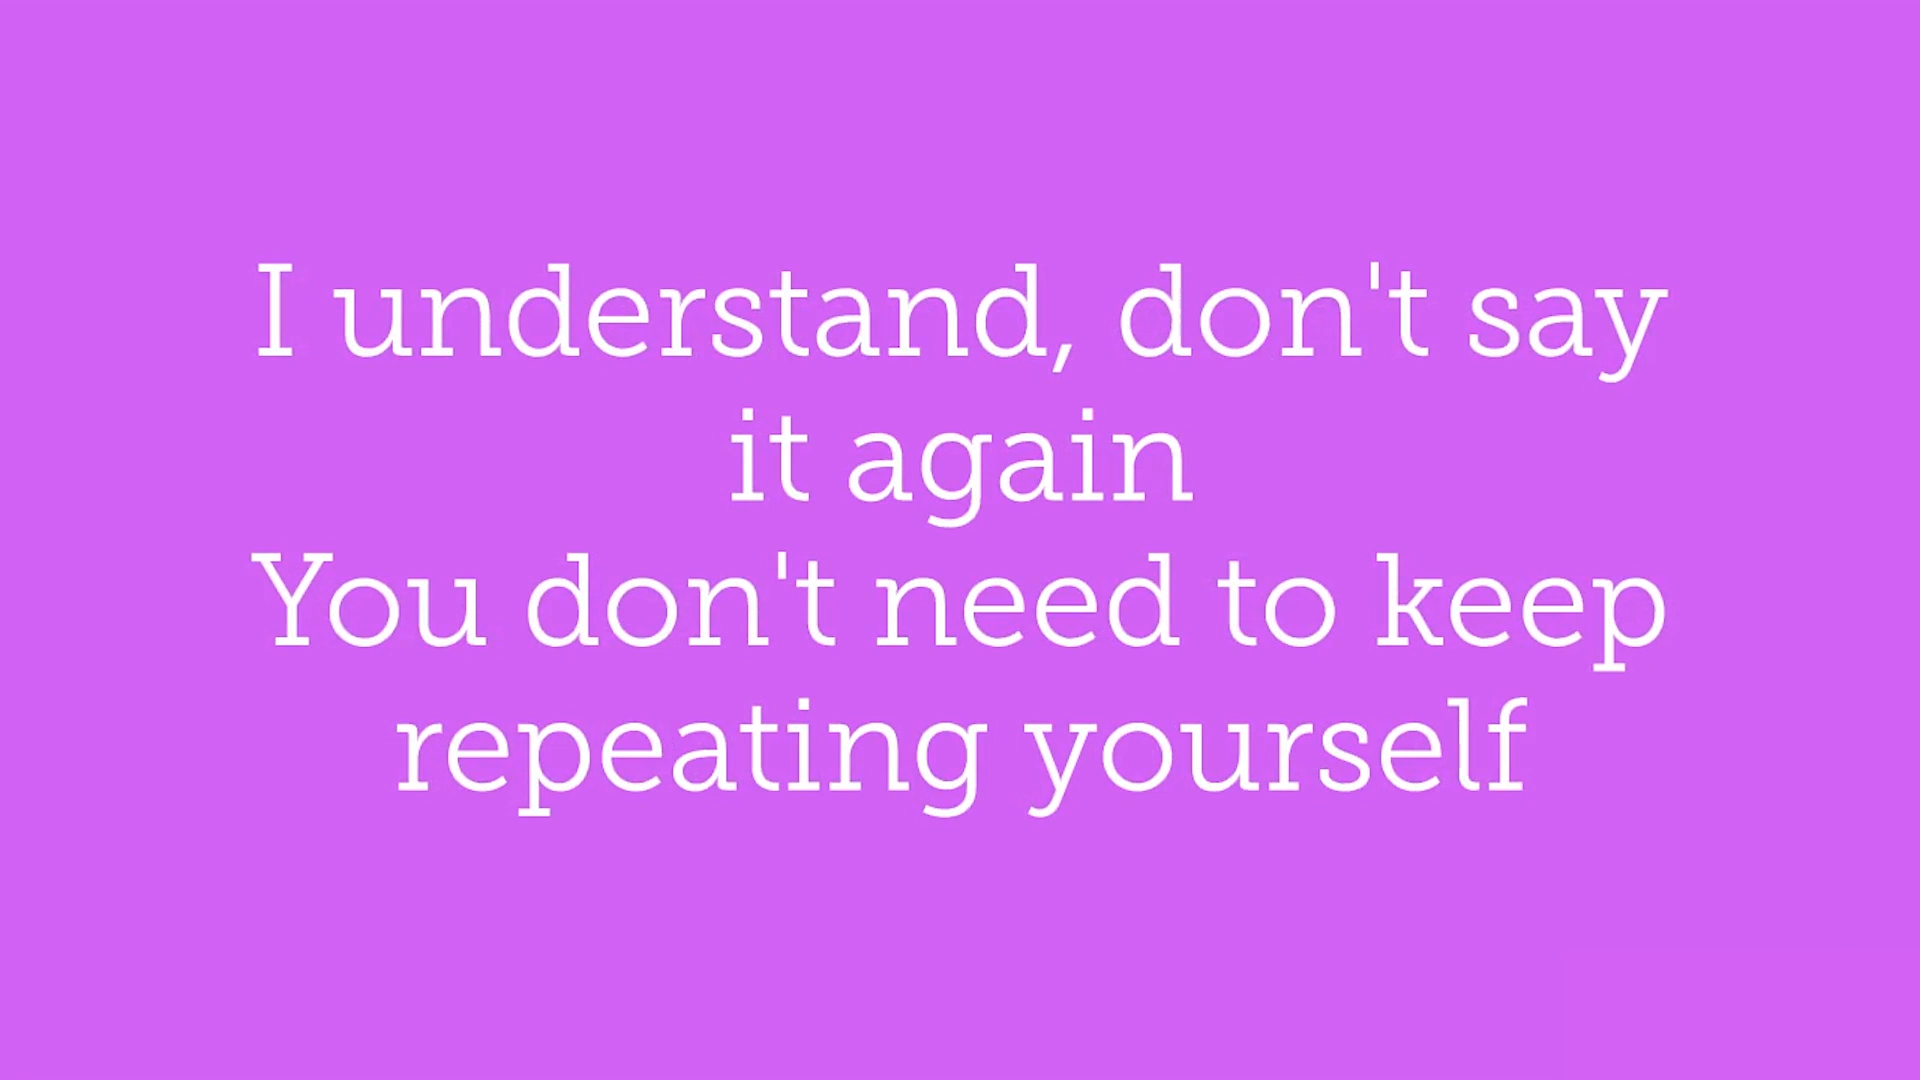 I understand, don't say
it again
You don't need to keep
repeating yourself